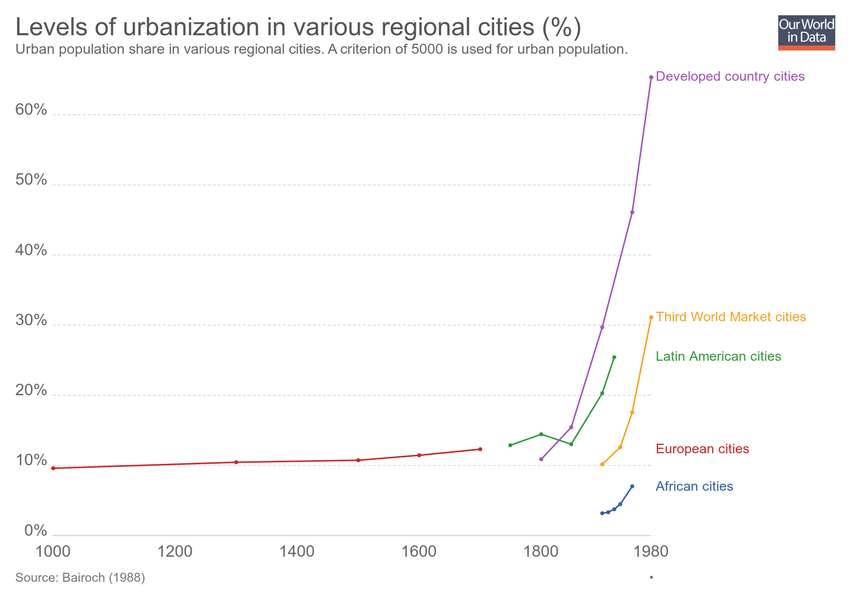 Levels of urbanization in various regional cities (%)
Urban population share in various regional cities. A criterion of 5000 is used for urban population.
Our World
in Data
Developed country cities
60%
50%
40%
30%
Third World Market cities
Latin American cities
20%
European cities
10%
African cities
0%
1000 1200 1400 1600 1800 1980
Source: Bairoch (1988)